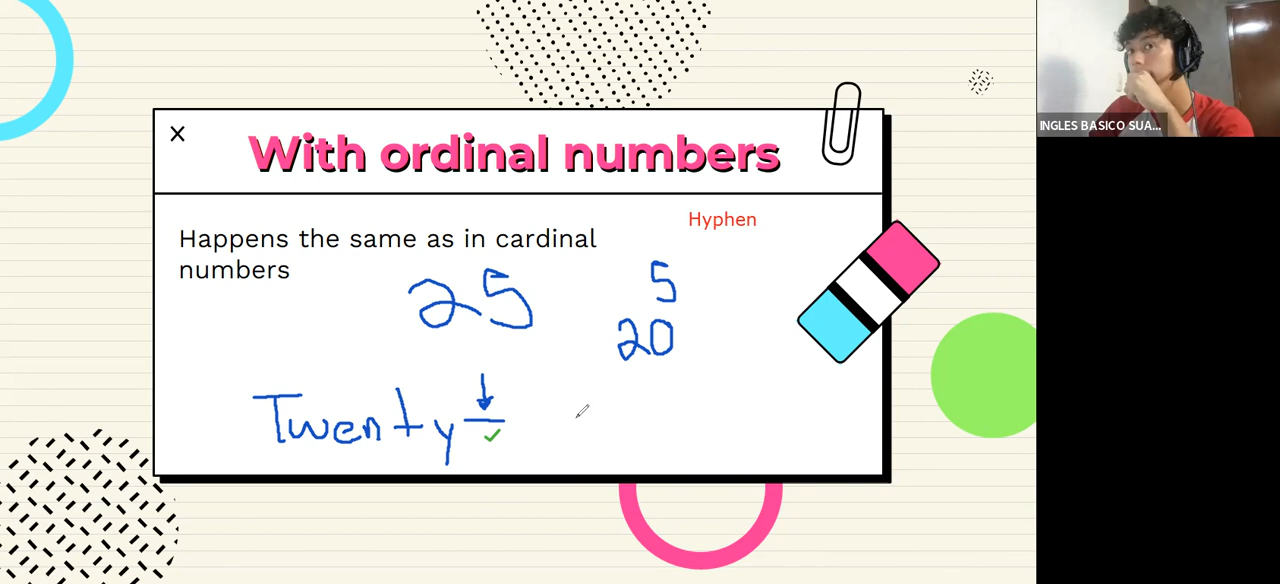 With ordinal numbers
Hyphen
Happens the same as in cardinal
numbers
25
5
20
Twenty-
INGLES BASICO SUA...